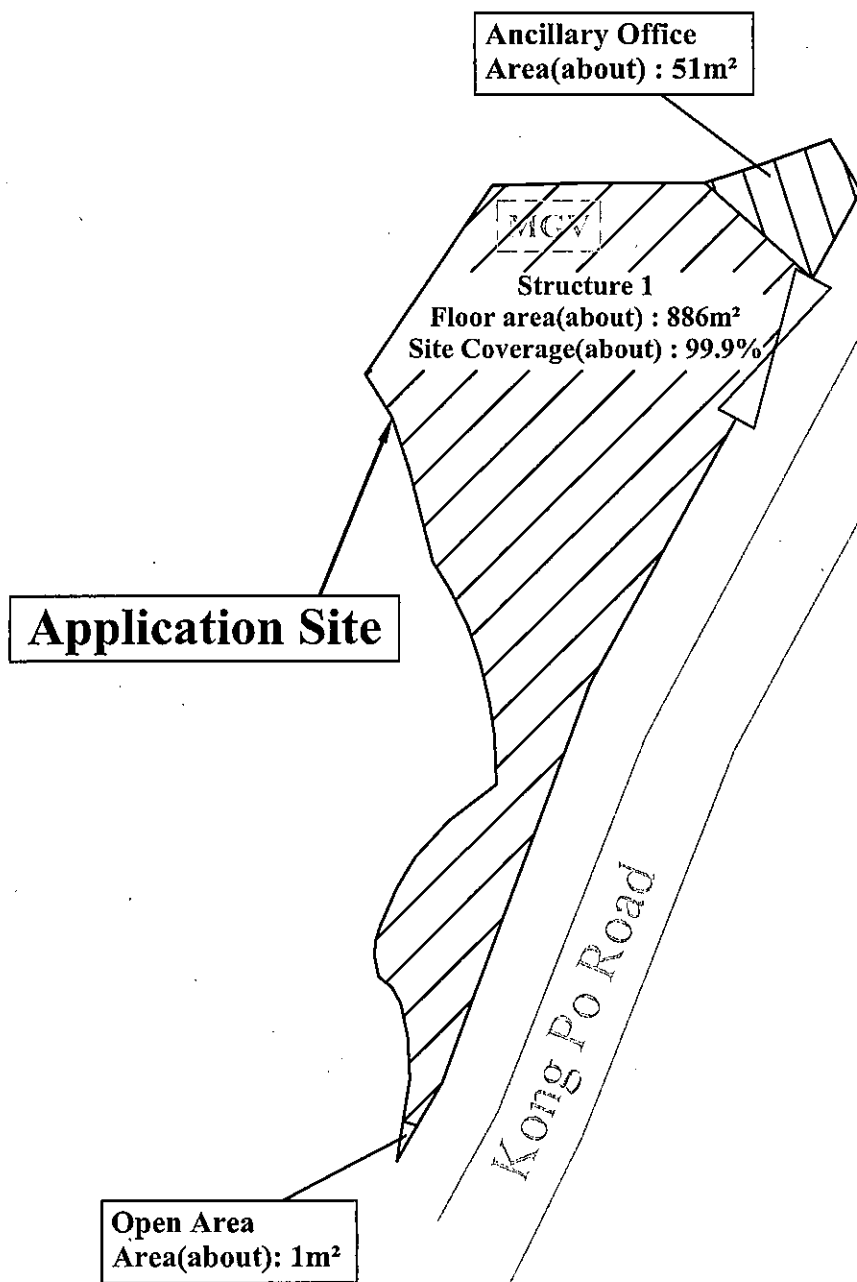 Ancillary Office
Area(about) : 51m²
MGV
Structure 1
Floor area(about) : 886m²
Site Coverage(about) : 99.9%
Application Site
Kong Po Road
Open Area
Area(about): 1m²